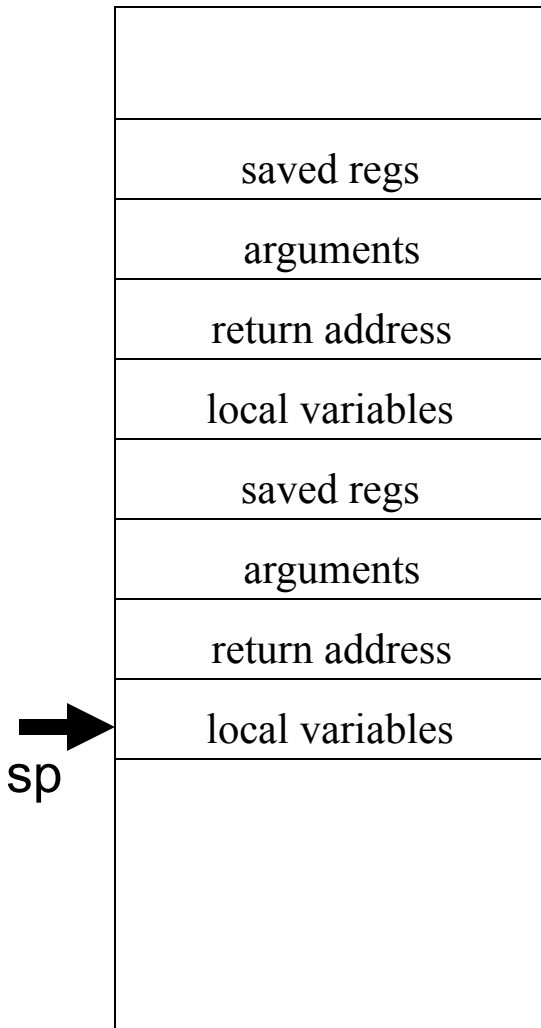 saved regs
arguments
return address
local variables
saved regs
arguments
return address
local variables
sp